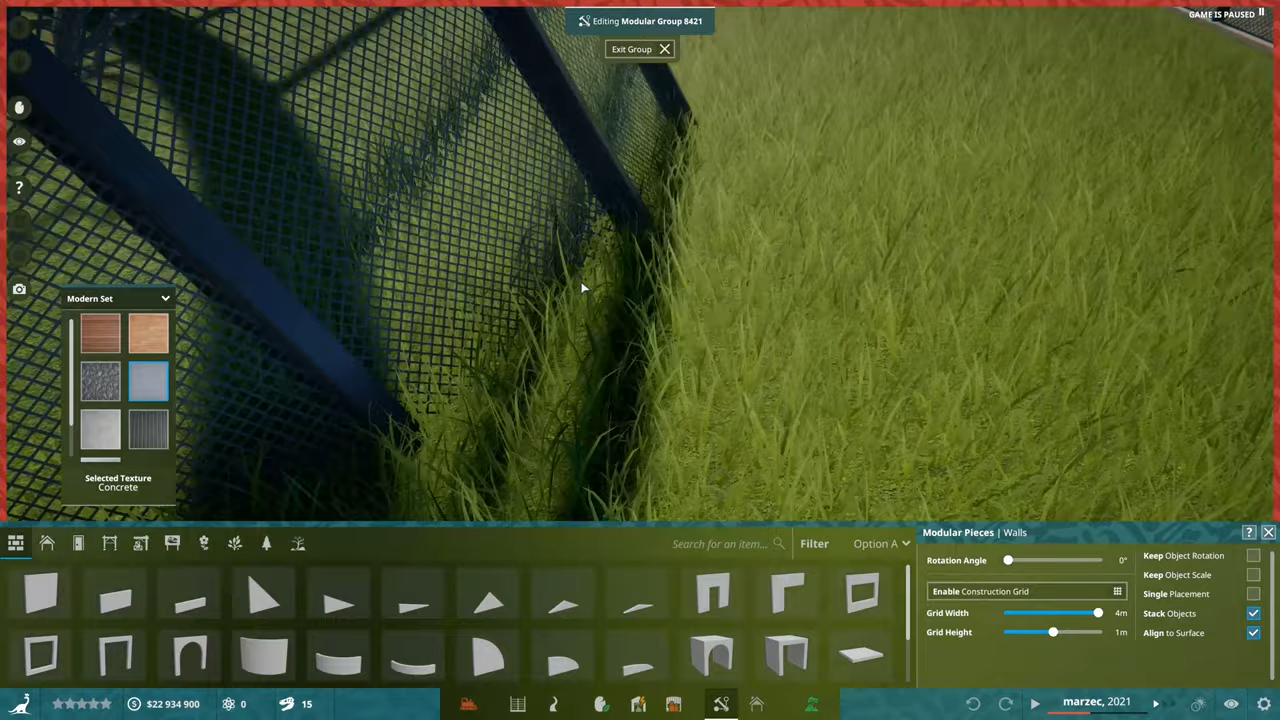 GAME IS PAUSED
Editing Modular Group 8421
Exit Group
?
Modern Set
Selected Texture
Concrete
Search for an item...
Filter
Option A
Modular Pieces | Walls
?
Rotation Angle
0°
Enable Construction Grid
Grid Width
4m
Grid Height
1m
Keep Object Rotation
Keep Object Scale
Single Placement
Stack Objects
Align to Surface
$22 934 900
0
15
marzec, 2021